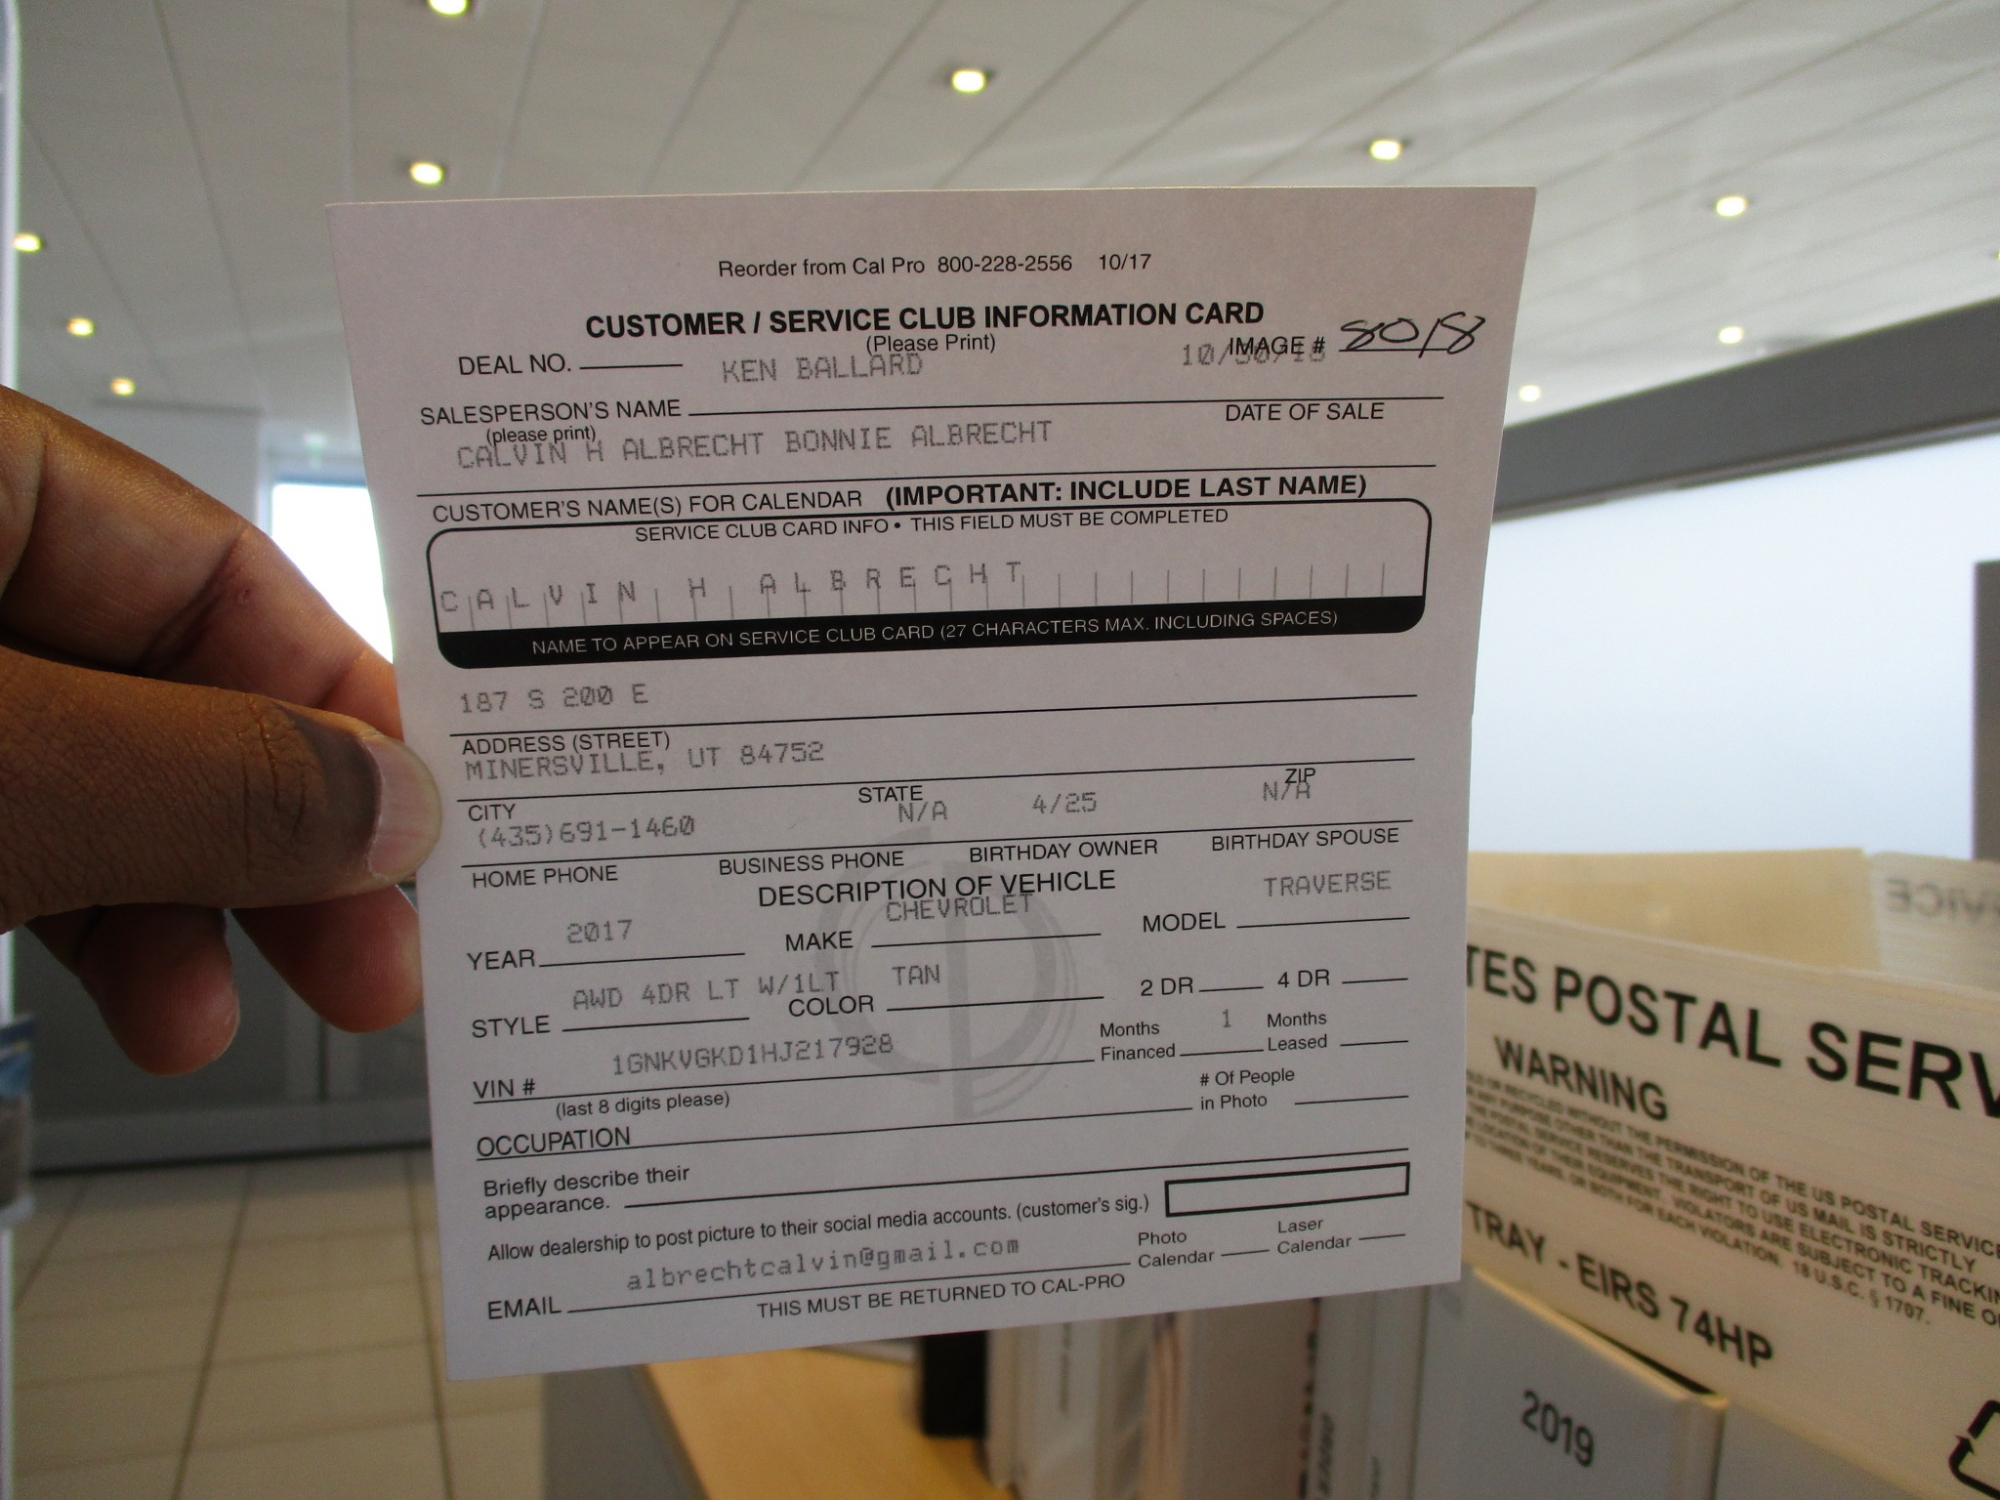 Reorder from Cal Pro 800-228-2556 10/17
CUSTOMER / SERVICE CLUB INFORMATION CARD
(Please Print)
IMAGE # 8018
DEAL NO.
KEN BALLARD
10/30/18
SALESPERSON'S NAME
(please print)
DATE OF SALE
CALVIN H ALBRECHT BONNIE ALBRECHT
CUSTOMER'S NAME(S) FOR CALENDAR (IMPORTANT: INCLUDE LAST NAME)
SERVICE CLUB CARD INFO • THIS FIELD MUST BE COMPLETED
CALVIN H ALBRECHT
NAME TO APPEAR ON SERVICE CLUB CARD (27 CHARACTERS MAX. INCLUDING SPACES)
187 S 200 E
ADDRESS (STREET)
MINERSVILLE, UT 84752
CITY STATE ZIP
(435)691-1460 N/A 4/25 N/A
HOME PHONE BUSINESS PHONE BIRTHDAY OWNER BIRTHDAY SPOUSE
DESCRIPTION OF VEHICLE
YEAR 2017 MAKE CHEVROLET MODEL TRAVERSE
STYLE AWD 4DR LT W/1LT COLOR TAN 2 DR 4 DR
VIN # 1GNKVGKD1HJ217928 Months Financed 1 Months Leased
(last 8 digits please)
# Of People in Photo
OCCUPATION
Briefly describe their
appearance.
Allow dealership to post picture to their social media accounts. (customer's sig.)
EMAIL albrechtcalvin@gmail.com Photo Calendar Laser Calendar
THIS MUST BE RETURNED TO CAL-PRO
TES POSTAL SERV
WARNING
TRAY - EIRS 74HP
2019